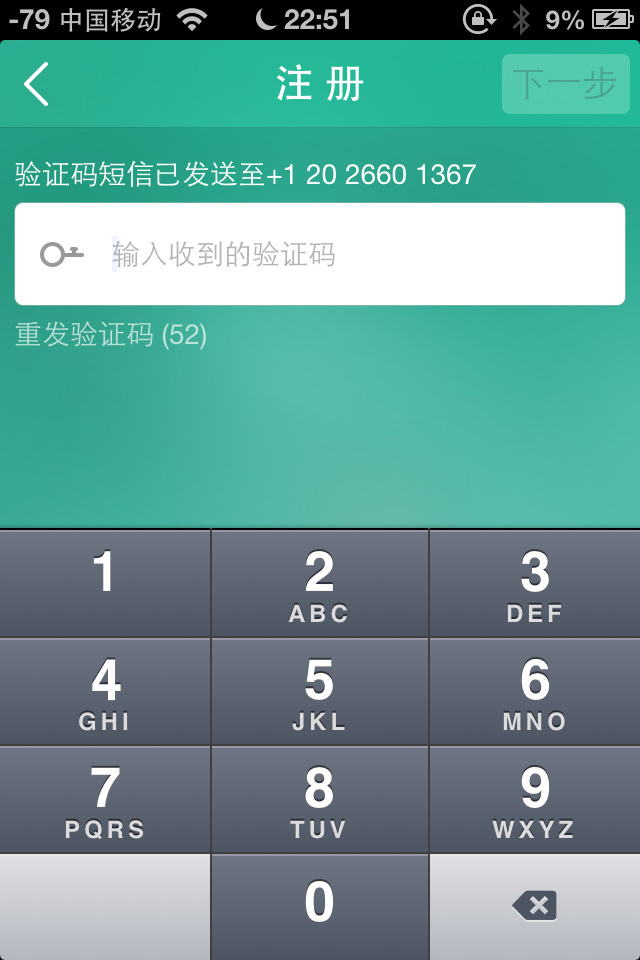 -79 中国移动 22:51 9%
注 册
下一步
验证码短信已发送至+1 20 2660 1367
输入收到的验证码
重发验证码 (52)
1
2
ABC
3
DEF
4
GHI
5
JKL
6
MNO
7
PQRS
8
TUV
9
WXYZ
0